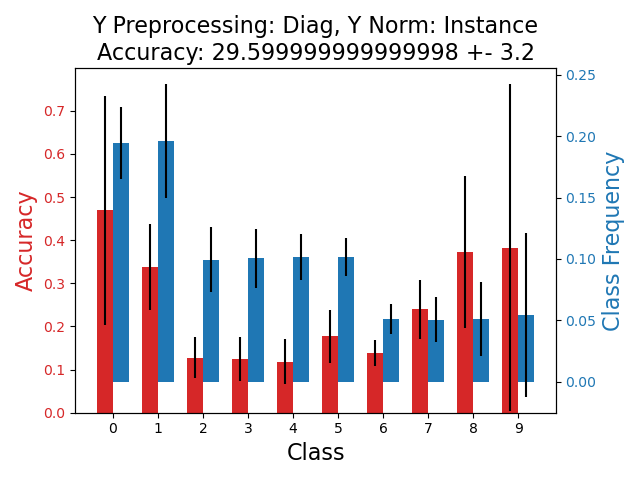 Y Preprocessing: Diag, Y Norm: Instance
Accuracy: 29.599999999999998 +- 3.2
0.7
0.6
0.5
0.4
0.3
0.2
0.1
0.0
Accuracy
0.25
0.20
0.15
0.10
0.05
0.00
Class Frequency
0 1 2 3 4 5 6 7 8 9
Class